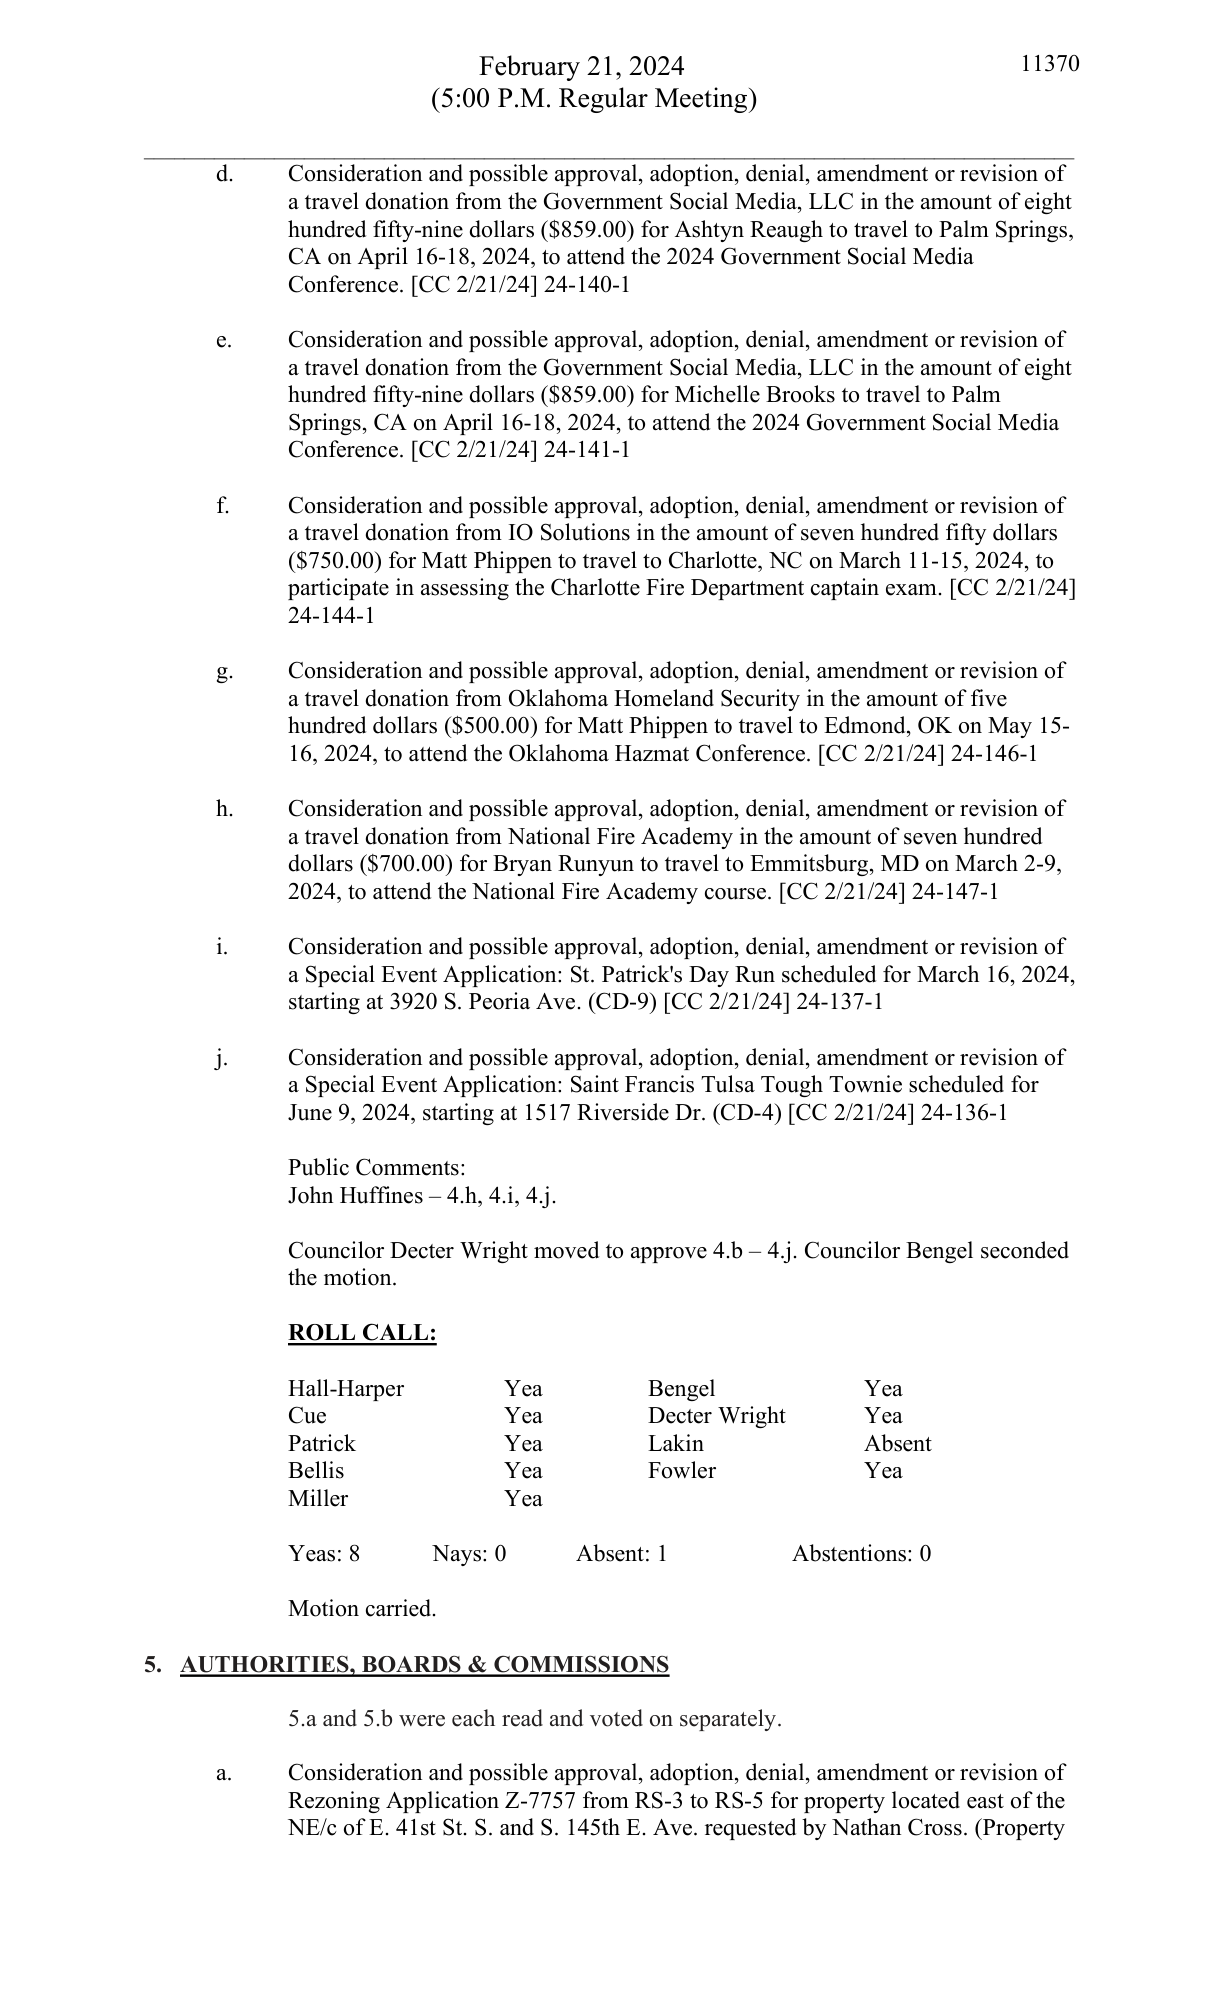 February 21, 2024
11370
(5:00 P.M. Regular Meeting)
d. Consideration and possible approval, adoption, denial, amendment or revision of
a travel donation from the Government Social Media, LLC in the amount of eight
hundred fifty-nine dollars ($859.00) for Ashtyn Reaugh to travel to Palm Springs,
CA on April 16-18, 2024, to attend the 2024 Government Social Media
Conference. [CC 2/21/24] 24-140-1
e. Consideration and possible approval, adoption, denial, amendment or revision of
a travel donation from the Government Social Media, LLC in the amount of eight
hundred fifty-nine dollars ($859.00) for Michelle Brooks to travel to Palm
Springs, CA on April 16-18, 2024, to attend the 2024 Government Social Media
Conference. [CC 2/21/24] 24-141-1
f. Consideration and possible approval, adoption, denial, amendment or revision of
a travel donation from IO Solutions in the amount of seven hundred fifty dollars
($750.00) for Matt Phippen to travel to Charlotte, NC on March 11-15, 2024, to
participate in assessing the Charlotte Fire Department captain exam. [CC 2/21/24]
24-144-1
g. Consideration and possible approval, adoption, denial, amendment or revision of
a travel donation from Oklahoma Homeland Security in the amount of five
hundred dollars ($500.00) for Matt Phippen to travel to Edmond, OK on May 15-
16, 2024, to attend the Oklahoma Hazmat Conference. [CC 2/21/24] 24-146-1
h. Consideration and possible approval, adoption, denial, amendment or revision of
a travel donation from National Fire Academy in the amount of seven hundred
dollars ($700.00) for Bryan Runyun to travel to Emmitsburg, MD on March 2-9,
2024, to attend the National Fire Academy course. [CC 2/21/24] 24-147-1
i. Consideration and possible approval, adoption, denial, amendment or revision of
a Special Event Application: St. Patrick's Day Run scheduled for March 16, 2024,
starting at 3920 S. Peoria Ave. (CD-9) [CC 2/21/24] 24-137-1
j. Consideration and possible approval, adoption, denial, amendment or revision of
a Special Event Application: Saint Francis Tulsa Tough Townie scheduled for
June 9, 2024, starting at 1517 Riverside Dr. (CD-4) [CC 2/21/24] 24-136-1
Public Comments:
John Huffines – 4.h, 4.i, 4.j.
Councilor Decter Wright moved to approve 4.b – 4.j. Councilor Bengel seconded
the motion.
ROLL CALL:
Hall-Harper Yea Bengel Yea
Cue Yea Decter Wright Yea
Patrick Yea Lakin Absent
Bellis Yea Fowler Yea
Miller Yea
Yeas: 8 Nays: 0 Absent: 1 Abstentions: 0
Motion carried.
5. AUTHORITIES, BOARDS & COMMISSIONS
5.a and 5.b were each read and voted on separately.
a. Consideration and possible approval, adoption, denial, amendment or revision of
Rezoning Application Z-7757 from RS-3 to RS-5 for property located east of the
NE/c of E. 41st St. S. and S. 145th E. Ave. requested by Nathan Cross. (Property